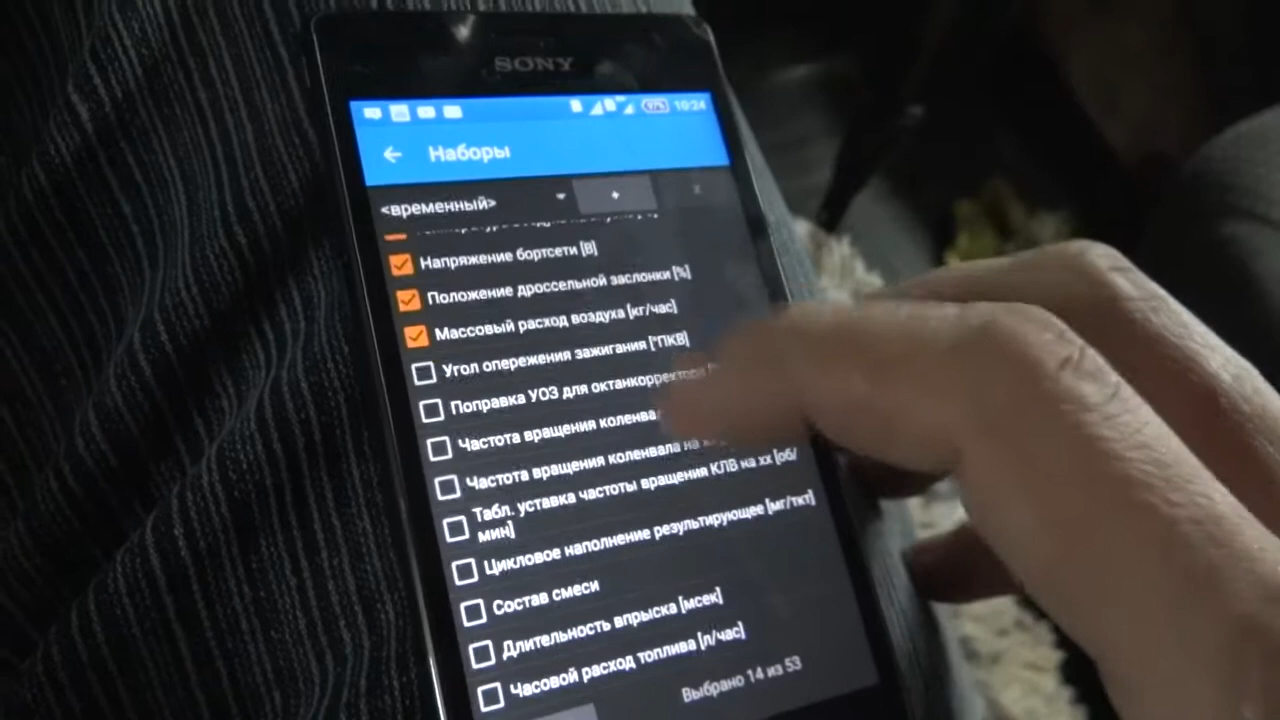 SONY
97% 10:24
Наборы
<временный> +
Напряжение бортсети [В]
Положение дроссельной заслонки [%]
Массовый расход воздуха [кг/час]
Угол опережения зажигания [°ПКВ]
Поправка УОЗ для октанкорректора
Частота вращения
Частота вращения коленвала на
Табл. уставка частоты вращения КЛВ на хх [об/
мин]
Цикловое наполнение результирующее [мг/ткт]
Состав смеси
Длительность впрыска [мсек]
Часовой расход топлива [л/час]
Выбрано 14 из 53